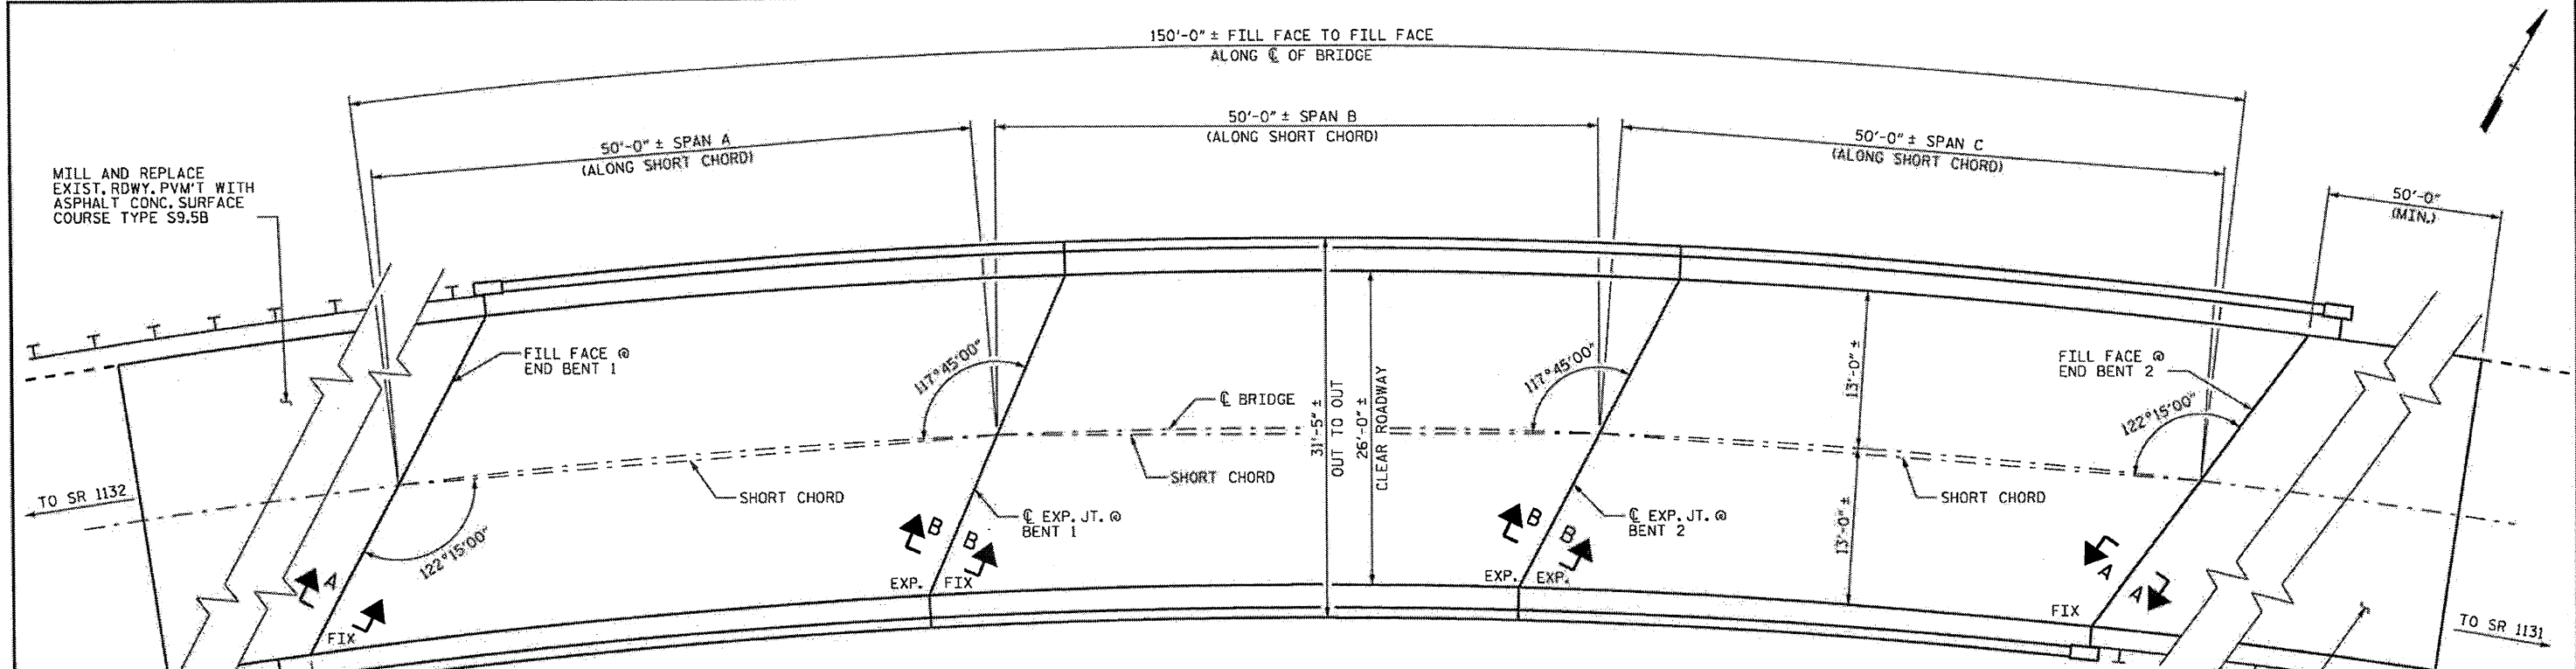 150'-0" ± FILL FACE TO FILL FACE
ALONG ℄ OF BRIDGE
50'-0" ± SPAN A
(ALONG SHORT CHORD)
50'-0" ± SPAN B
(ALONG SHORT CHORD)
50'-0" ± SPAN C
(ALONG SHORT CHORD)
50'-0"
(MIN.)
MILL AND REPLACE
EXIST. RDWY. PVM'T WITH
ASPHALT CONC. SURFACE
COURSE TYPE S9.5B
FILL FACE @
END BENT 1
117°45'00"
117°45'00"
FILL FACE @
END BENT 2
122°15'00"
℄ BRIDGE
31'-5" ±
OUT TO OUT
26'-0" ±
CLEAR ROADWAY
13'-0" ±
13'-0" ±
SHORT CHORD
SHORT CHORD
SHORT CHORD
TO SR 1132
122°15'00"
℄ EXP. JT. @
BENT 1
℄ EXP. JT. @
BENT 2
B
B
B
B
A
A
A
EXP.
FIX
EXP.
EXP.
FIX
FIX
TO SR 1131